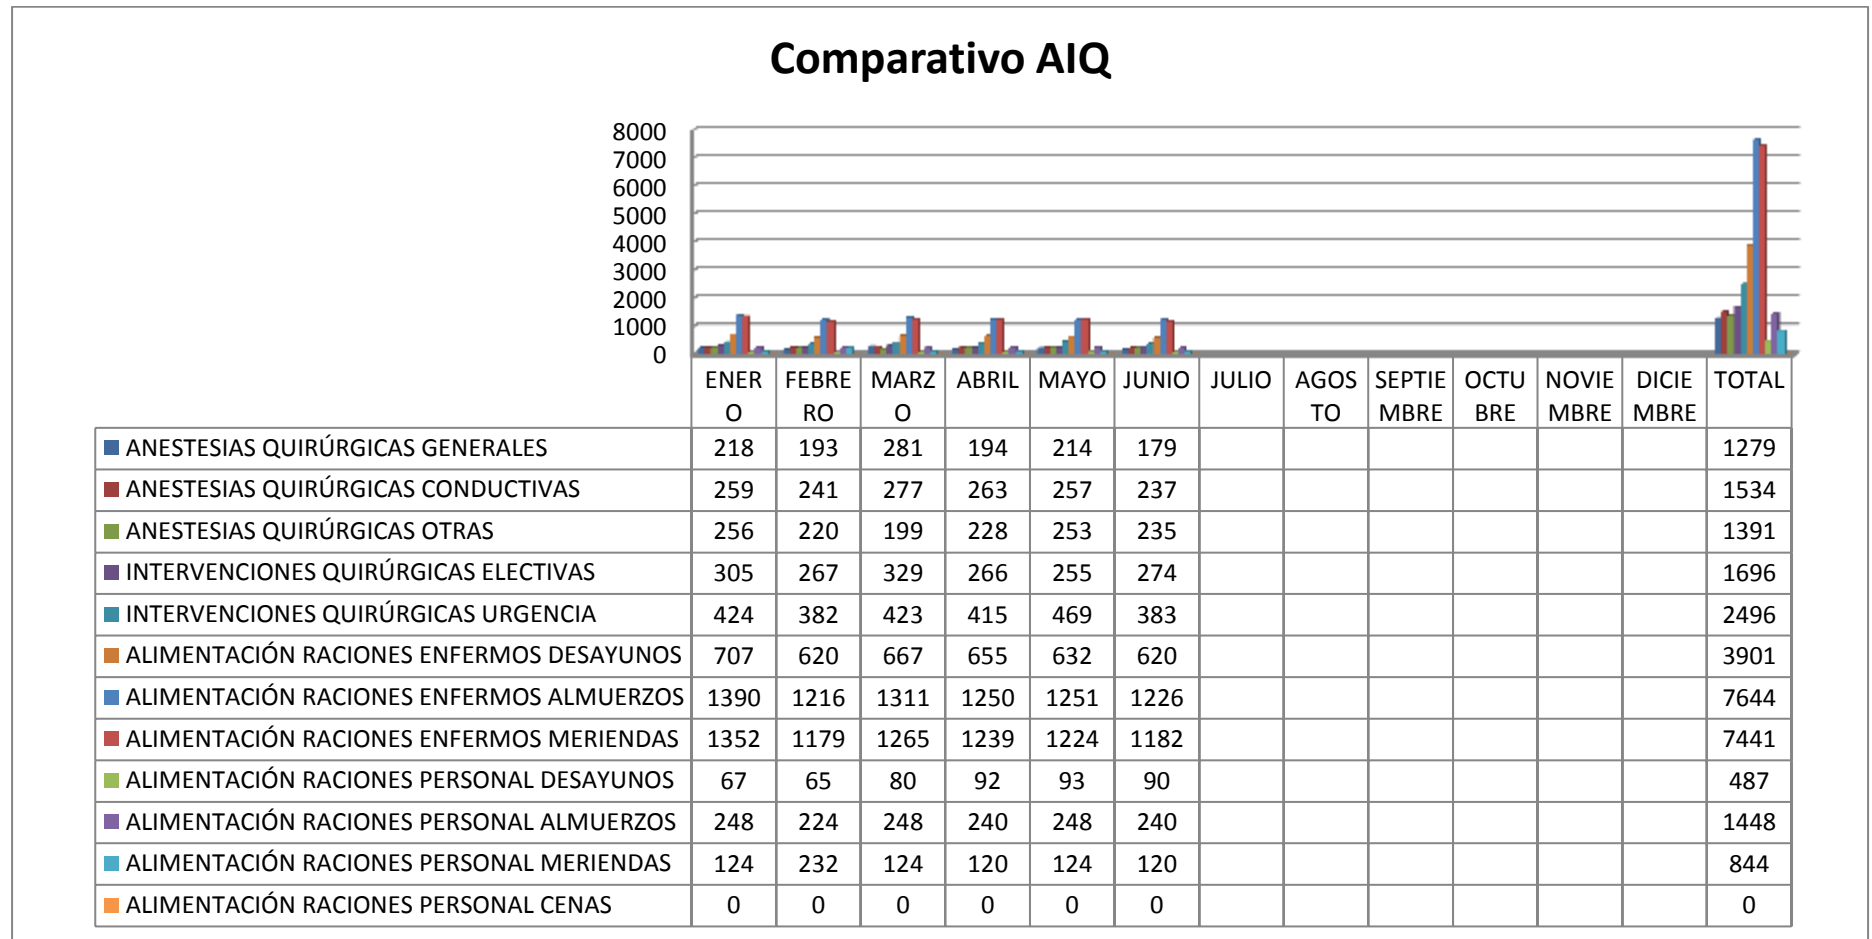 Comparativo AIQ
8000
7000
6000
5000
4000
3000
2000
1000
0
ENER FEBRE MARZ ABRIL MAYO JUNIO JULIO AGOS SEPTIE OCTU NOVIE DICIE TOTAL
O RO O TO MBRE BRE MBRE MBRE
ANESTESIAS QUIRÚRGICAS GENERALES 218 193 281 194 214 179 1279
ANESTESIAS QUIRÚRGICAS CONDUCTIVAS 259 241 277 263 257 237 1534
ANESTESIAS QUIRÚRGICAS OTRAS 256 220 199 228 253 235 1391
INTERVENCIONES QUIRÚRGICAS ELECTIVAS 305 267 329 266 255 274 1696
INTERVENCIONES QUIRÚRGICAS URGENCIA 424 382 423 415 469 383 2496
ALIMENTACIÓN RACIONES ENFERMOS DESAYUNOS 707 620 667 655 632 620 3901
ALIMENTACIÓN RACIONES ENFERMOS ALMUERZOS 1390 1216 1311 1250 1251 1226 7644
ALIMENTACIÓN RACIONES ENFERMOS MERIENDAS 1352 1179 1265 1239 1224 1182 7441
ALIMENTACIÓN RACIONES PERSONAL DESAYUNOS 67 65 80 92 93 90 487
ALIMENTACIÓN RACIONES PERSONAL ALMUERZOS 248 224 248 240 248 240 1448
ALIMENTACIÓN RACIONES PERSONAL MERIENDAS 124 232 124 120 124 120 844
ALIMENTACIÓN RACIONES PERSONAL CENAS 0 0 0 0 0 0 0